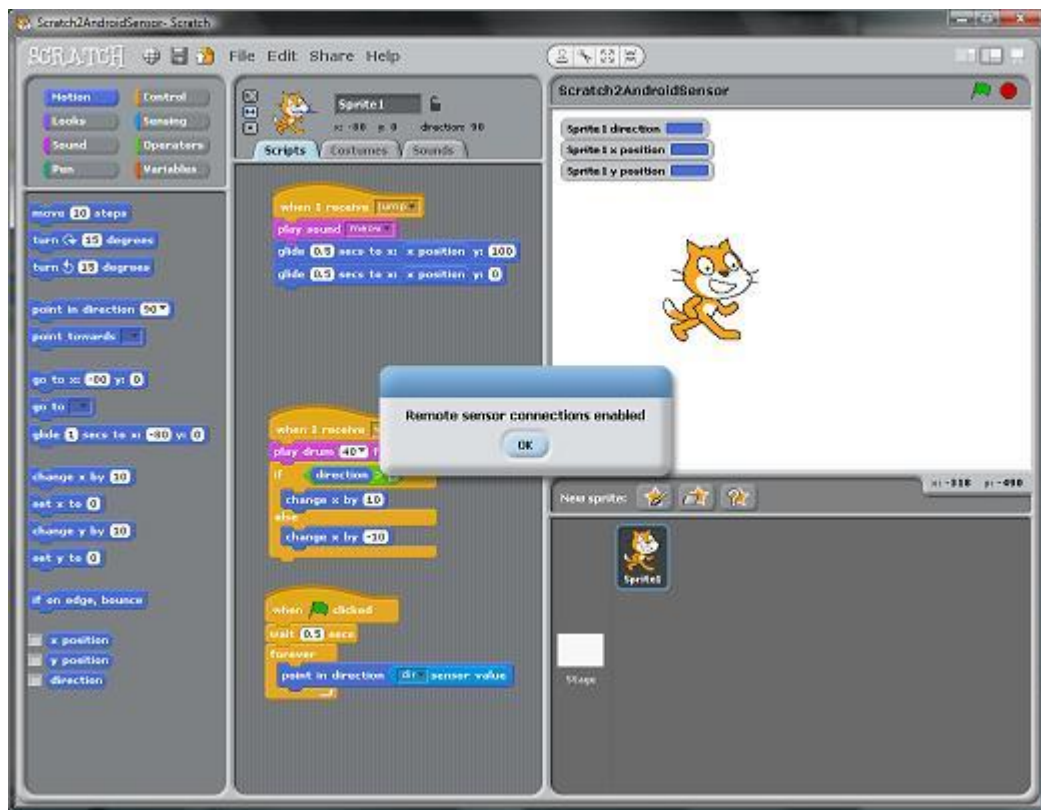 Scratch2AndroidSensor- Scratch
SCRATCH File Edit Share Help
Motion Control
Looks Sensing
Sound Operators
Pen Variables
move 10 steps
turn 15 degrees
turn 15 degrees
point in direction 90
point towards
go to x: -80 y: 0
go to
glide 1 secs to x: -80 y: 0
change x by 10
set x to 0
change y by 10
set y to 0
if on edge, bounce
x position
y position
direction
Sprite1
x: -80 y: 0 direction: 90
Scripts Costumes Sounds
when I receive jump
play sound meow
glide 0.5 secs to x: x position y: 100
glide 0.5 secs to x: x position y: 0
when I receive
play drum 40
if direction >
change x by 10
else
change x by -10
when clicked
wait 0.5 secs
forever
point in direction dir sensor value
Scratch2AndroidSensor
Sprite1 direction
Sprite1 x position
Sprite1 y position
Remote sensor connections enabled
OK
x: -318 y: -490
New sprite:
Sprite1
Stage